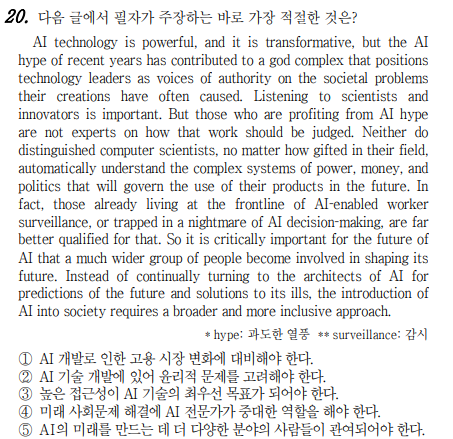 20. 다음 글에서 필자가 주장하는 바로 가장 적절한 것은?
AI technology is powerful, and it is transformative, but the AI
hype of recent years has contributed to a god complex that positions
technology leaders as voices of authority on the societal problems
their creations have often caused. Listening to scientists and
innovators is important. But those who are profiting from AI hype
are not experts on how that work should be judged. Neither do
distinguished computer scientists, no matter how gifted in their field,
automatically understand the complex systems of power, money, and
politics that will govern the use of their products in the future. In
fact, those already living at the frontline of AI-enabled worker
surveillance, or trapped in a nightmare of AI decision-making, are far
better qualified for that. So it is critically important for the future of
AI that a much wider group of people become involved in shaping its
future. Instead of continually turning to the architects of AI for
predictions of the future and solutions to its ills, the introduction of
AI into society requires a broader and more inclusive approach.
* hype: 과도한 열풍 ** surveillance: 감시
① AI 개발로 인한 고용 시장 변화에 대비해야 한다.
② AI 기술 개발에 있어 윤리적 문제를 고려해야 한다.
③ 높은 접근성이 AI 기술의 최우선 목표가 되어야 한다.
④ 미래 사회문제 해결에 AI 전문가가 중대한 역할을 해야 한다.
⑤ AI의 미래를 만드는 데 더 다양한 분야의 사람들이 관여되어야 한다.